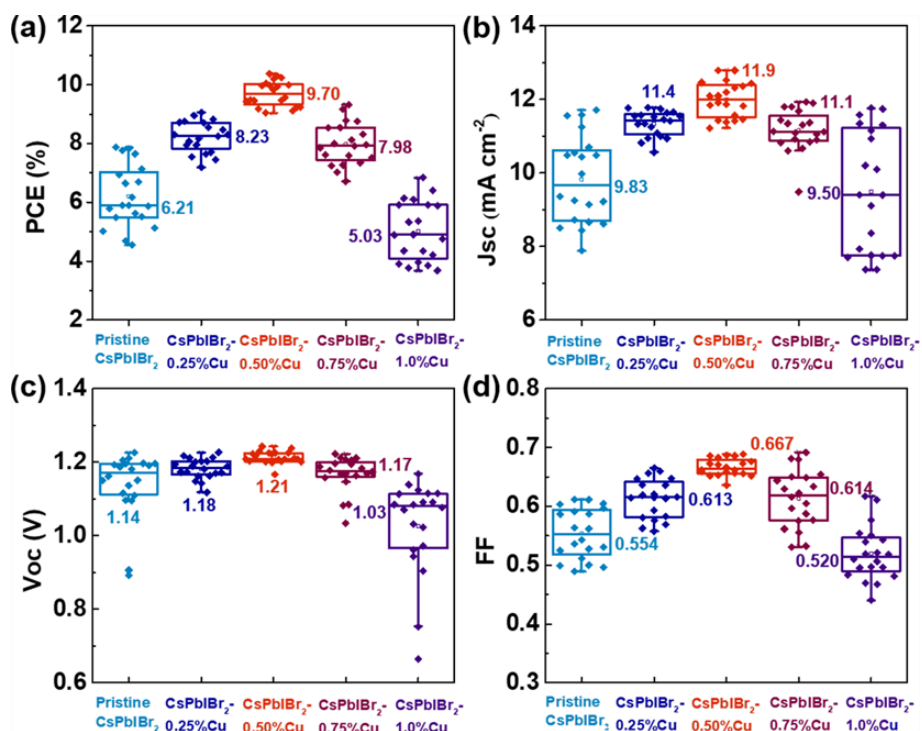 (a)
PCE (%)
12
10
8
6
4
2
6.21
8.23
9.70
7.98
5.03
Pristine CsPbIBr₂-  CsPbIBr₂-  CsPbIBr₂-  CsPbIBr₂-
CsPbIBr₂ 0.25%Cu 0.50%Cu 0.75%Cu 1.0%Cu
(b)
Jsc (mA cm⁻²)
14
12
10
8
6
9.83
11.4
11.9
11.1
9.50
Pristine CsPbIBr₂-  CsPbIBr₂-  CsPbIBr₂-  CsPbIBr₂-
CsPbIBr₂ 0.25%Cu 0.50%Cu 0.75%Cu 1.0%Cu
(c)
Voc (V)
1.4
1.2
1.0
0.8
0.6
1.14
1.18
1.21
1.17
1.03
Pristine CsPbIBr₂-  CsPbIBr₂-  CsPbIBr₂-  CsPbIBr₂-
CsPbIBr₂ 0.25%Cu 0.50%Cu 0.75%Cu 1.0%Cu
(d)
FF
0.8
0.7
0.6
0.5
0.4
0.3
0.554
0.613
0.667
0.614
0.520
Pristine CsPbIBr₂-  CsPbIBr₂-  CsPbIBr₂-  CsPbIBr₂-
CsPbIBr₂ 0.25%Cu 0.50%Cu 0.75%Cu 1.0%Cu